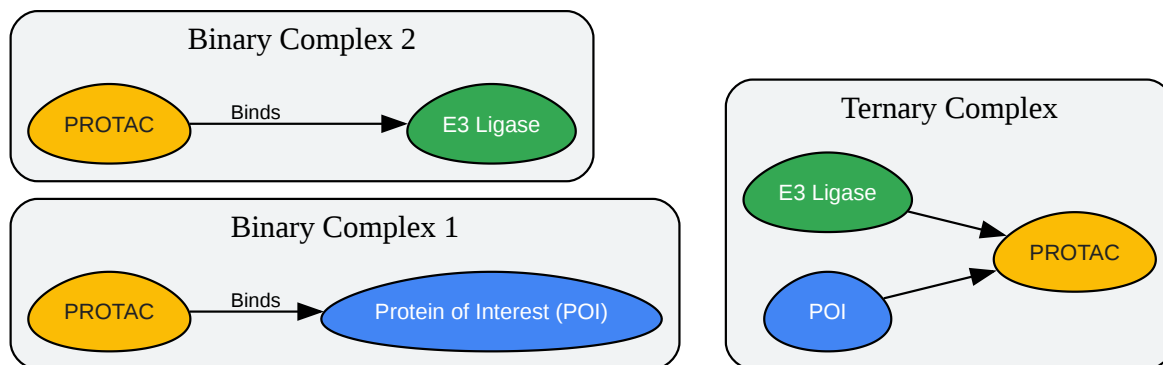 Binary Complex 2
PROTAC
Binds
E3 Ligase
Binary Complex 1
PROTAC
Binds
Protein of Interest (POI)
Ternary Complex
E3 Ligase
PROTAC
POI